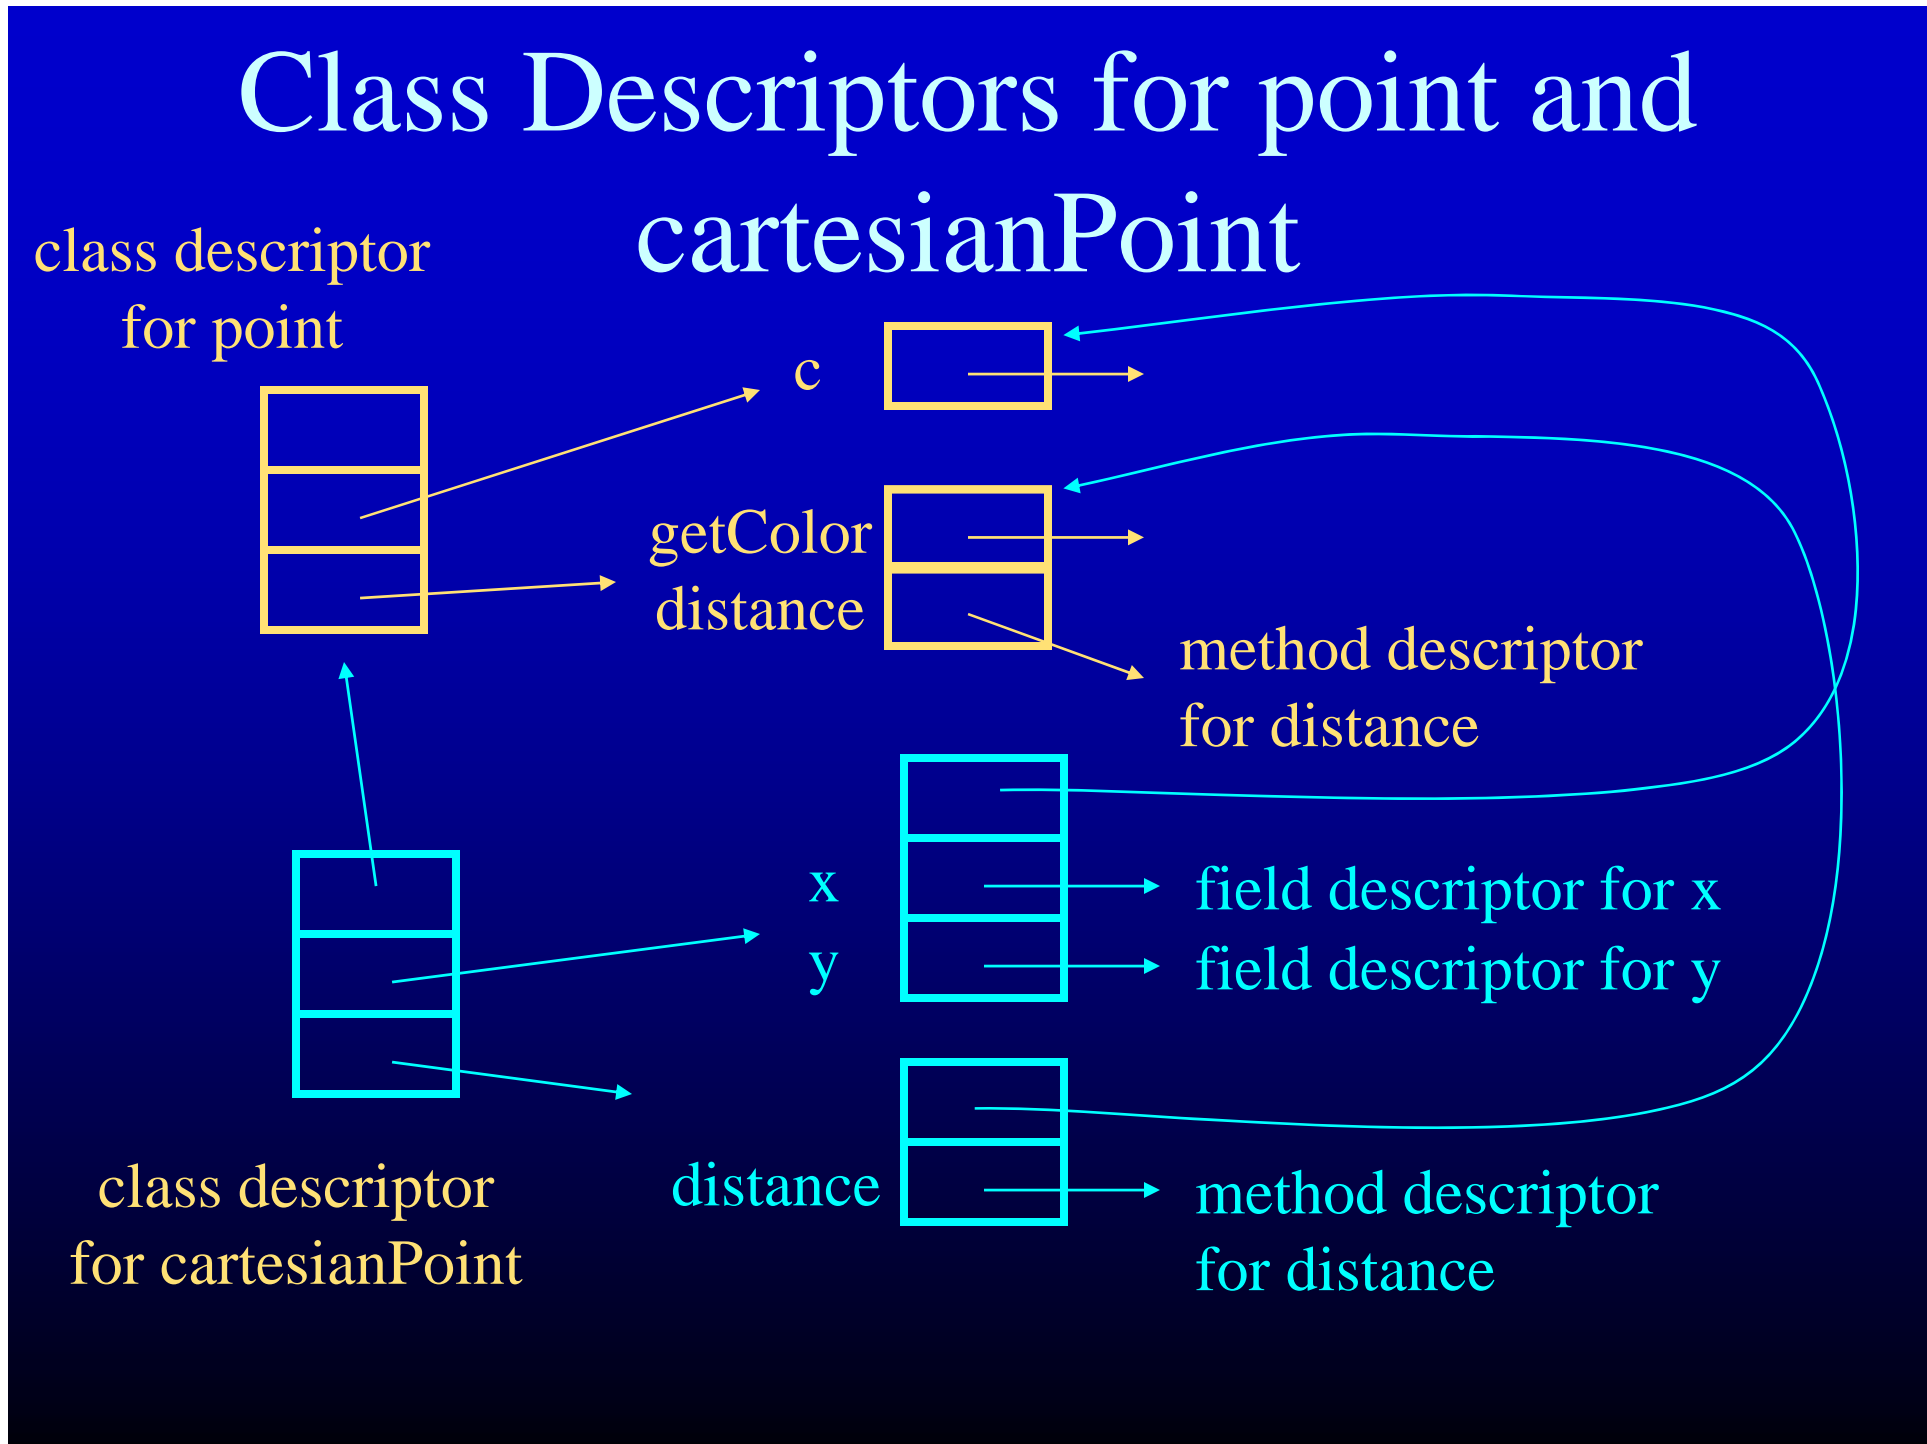 Class Descriptors for point and
cartesianPoint
class descriptor
for point
c
getColor
distance
method descriptor
for distance
x
field descriptor for x
y
field descriptor for y
class descriptor
for cartesianPoint
distance
method descriptor
for distance